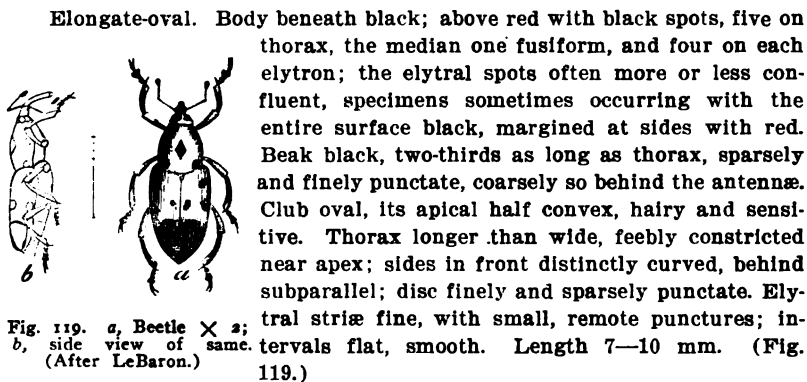 Elongate-oval. Body beneath black; above red with black spots, five on
thorax, the median one fusiform, and four on each
elytron; the elytral spots often more or less con-
fluent, specimens sometimes occurring with the
entire surface black, margined at sides with red.
Beak black, two-thirds as long as thorax, sparsely
and finely punctate, coarsely so behind the antennæ.
Club oval, its apical half convex, hairy and sensi-
tive. Thorax longer .than wide, feebly constricted
near apex; sides in front distinctly curved, behind
subparallel; disc finely and sparsely punctate. Ely-
tral striæ fine, with small, remote punctures; in-
tervals flat, smooth. Length 7—10 mm. (Fig.
119.)
b
a
Fig. 119. a, Beetle × 2;
b, side view of same.
(After LeBaron.)